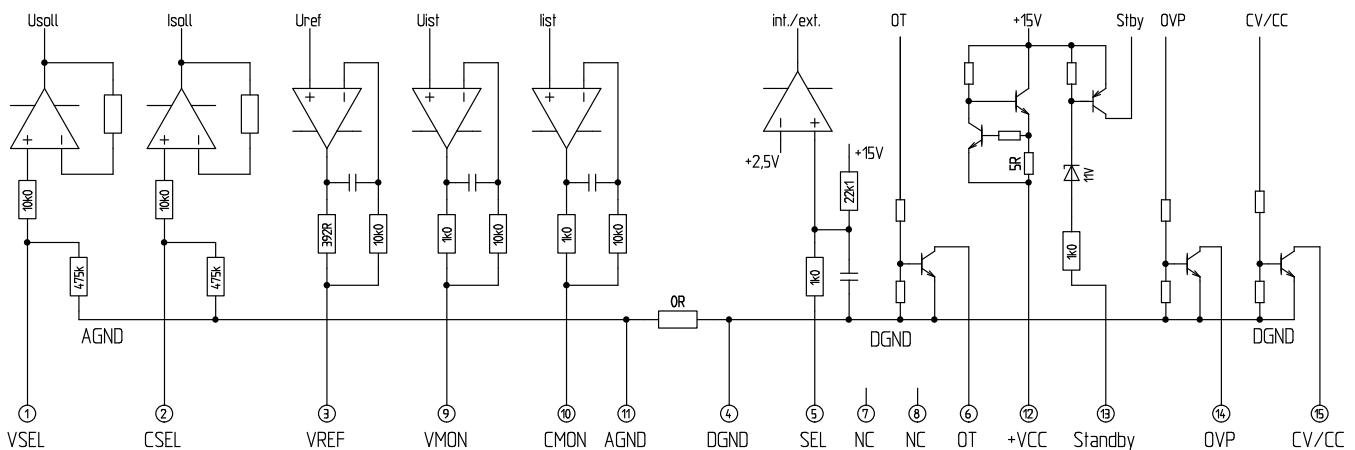 Usoll Isoll Uref Uist Iist int./ext. OT +15V Stby OVP CV/CC
+ − + − + − + − + − − +
+2,5V +15V
5R 11V
10k0 10k0 22k1
392R 10k0 1k0 10k0 1k0 10k0 1k0
475k 475k 1k0
0R
AGND DGND DGND
1 2 3 9 10 11 4 5 7 8 6 12 13 14 15
VSEL CSEL VREF VMON CMON AGND DGND SEL NC NC OT +VCC Standby OVP CV/CC